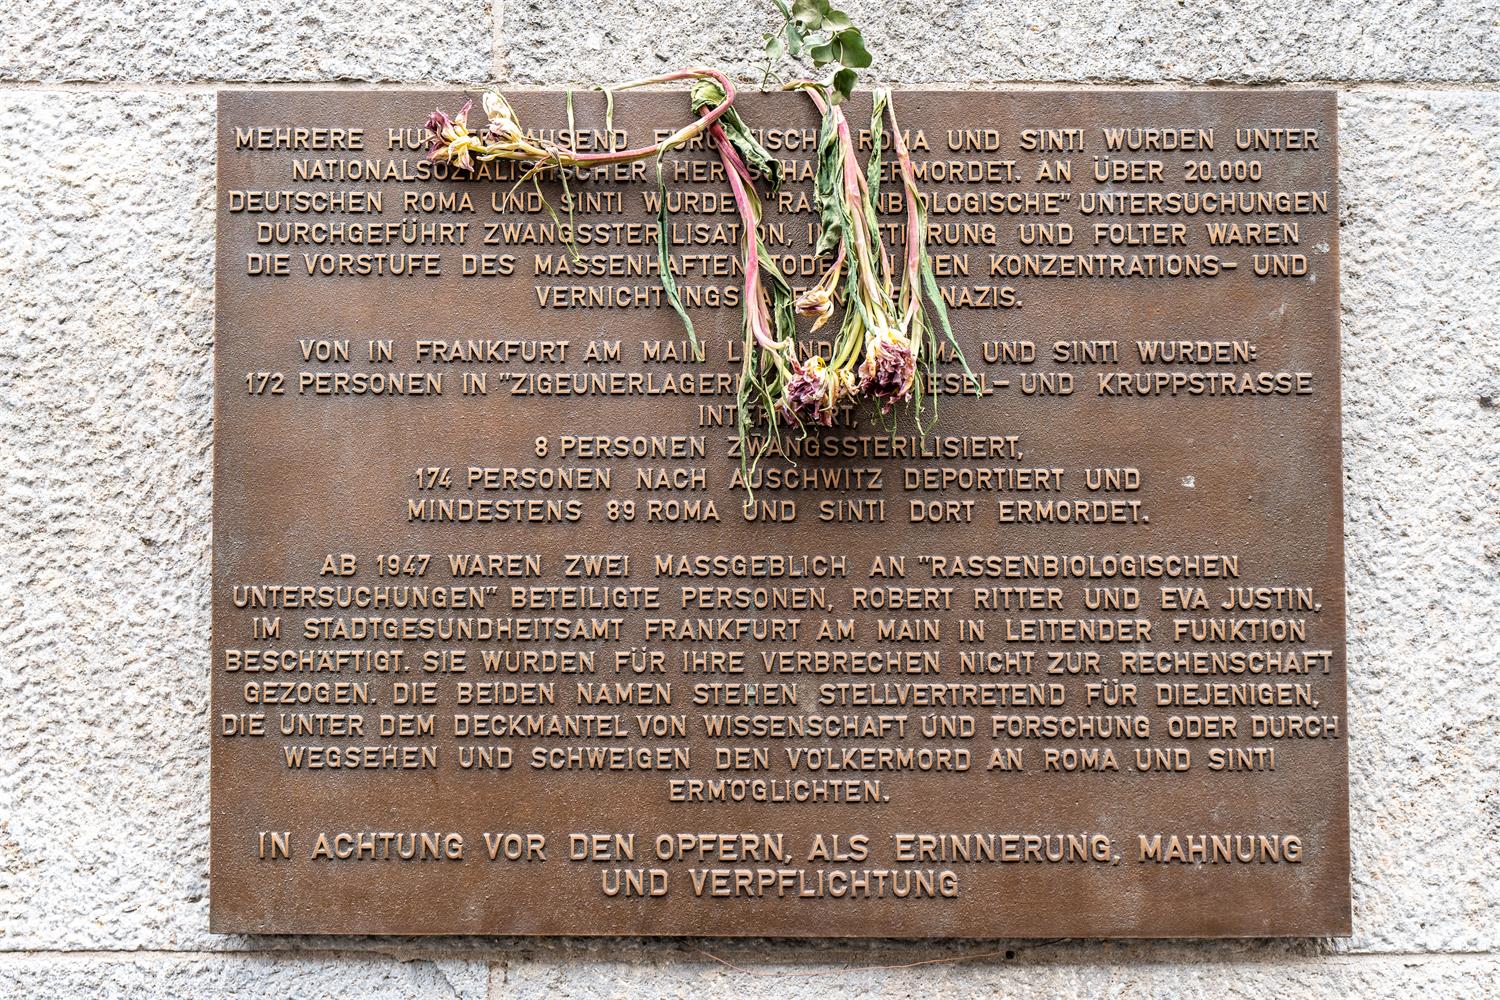 MEHRERE UND SINTI WURDEN UNTER
NATIONALSOZIALISTISCHER ERMORDET. AN ÜBER 20.000
DEUTSCHEN ROMA UND SINTI WURDEN "RASSENBIOLOGISCHE" UNTERSUCHUNGEN
DURCHGEFÜHRT ZWANGSSTERILISATION, UND FOLTER WAREN
DIE VORSTUFE DES MASSENHAFTEN KONZENTRATIONS- UND
NAZIS.
VON IN FRANKFURT AM MAIN ROMA UND SINTI WURDEN:
172 PERSONEN IN "ZIGEUNERLAGERN UND KRUPPSTRASSE
INTERNIERT,
8 PERSONEN ZWANGSSTERILISIERT,
174 PERSONEN NACH AUSCHWITZ DEPORTIERT UND
MINDESTENS 89 ROMA UND SINTI DORT ERMORDET.
AB 1947 WAREN ZWEI MASSGEBLICH AN "RASSENBIOLOGISCHEN
UNTERSUCHUNGEN" BETEILIGTE PERSONEN, ROBERT RITTER UND EVA JUSTIN,
IM STADTGESUNDHEITSAMT FRANKFURT AM MAIN IN LEITENDER FUNKTION
BESCHÄFTIGT. SIE WURDEN FÜR IHRE VERBRECHEN NICHT ZUR RECHENSCHAFT
GEZOGEN. DIE BEIDEN NAMEN STEHEN STELLVERTRETEND FÜR DIEJENIGEN,
DIE UNTER DEM DECKMANTEL VON WISSENSCHAFT UND FORSCHUNG ODER DURCH
WEGSEHEN UND SCHWEIGEN DEN VÖLKERMORD AN ROMA UND SINTI
ERMÖGLICHTEN.
IN ACHTUNG VOR DEN OPFERN, ALS ERINNERUNG, MAHNUNG
UND VERPFLICHTUNG